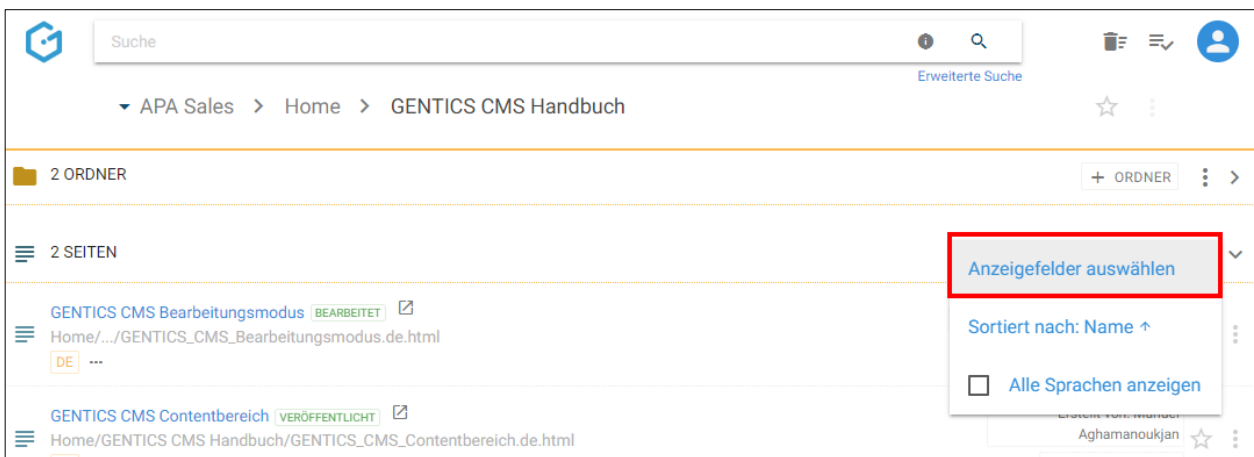 Suche
Erweiterte Suche
APA Sales > Home > GENTICS CMS Handbuch
2 ORDNER
+ ORDNER
2 SEITEN
Anzeigefelder auswählen
GENTICS CMS Bearbeitungsmodus BEARBEITET
Home/.../GENTICS_CMS_Bearbeitungsmodus.de.html
DE ---
Sortiert nach: Name ↑
Alle Sprachen anzeigen
GENTICS CMS Contentbereich VERÖFFENTLICHT
Home/GENTICS CMS Handbuch/GENTICS_CMS_Contentbereich.de.html
Aghamanoukjan